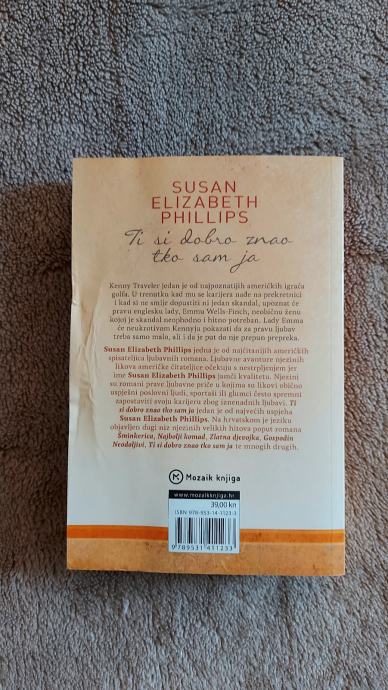 SUSAN
ELIZABETH
PHILLIPS
Ti si dobro znao
tko sam ja
Kenny Traveler jedan je od najpoznatijih američkih igrača
golfa. U trenutku kad mu se karijera nađe na prekretnici
i kad si ne smije dopustiti ni jedan skandal, upoznat će
pravu englesku lady, Emmu Wells-Finch, neobičnu ženu
kojoj je skandal neophodno i hitno potreban. Lady Emma
će neukrotivom Kennyju pokazati da za pravu ljubav
treba samo malo, ali i da je put do nje prepun prepreka.
Susan Elizabeth Phillips jedna je od najčitanijih američkih
spisateljica ljubavnih romana. Ljubavne avanture njezinih
likova američke čitateljice očekuju s nestrpljenjem jer
ime Susan Elizabeth Phillips jamči kvalitetu. Njezini
su romani prave ljubavne priče u kojima su likovi obično
uspješni poslovni ljudi, sportaši ili glumci često spremni
zapostaviti svoju karijeru zbog iznenadnih ljubavi. Ti
si dobro znao tko sam ja jedan je od najvećih uspjeha
Susan Elizabeth Phillips. Na hrvatskom je jeziku
objavljen dugi niz njezinih velikih hitova poput romana
Šminkerica, Najbolji komad, Zlatna djevojka, Gospodin
Neodoljivi, Ti si dobro znao tko sam ja te mnogih drugih.
M Mozaik knjiga
www.mozaikknjiga.hr
39,00 kn
ISBN 978-953-14-1123-3
9 789531 411233